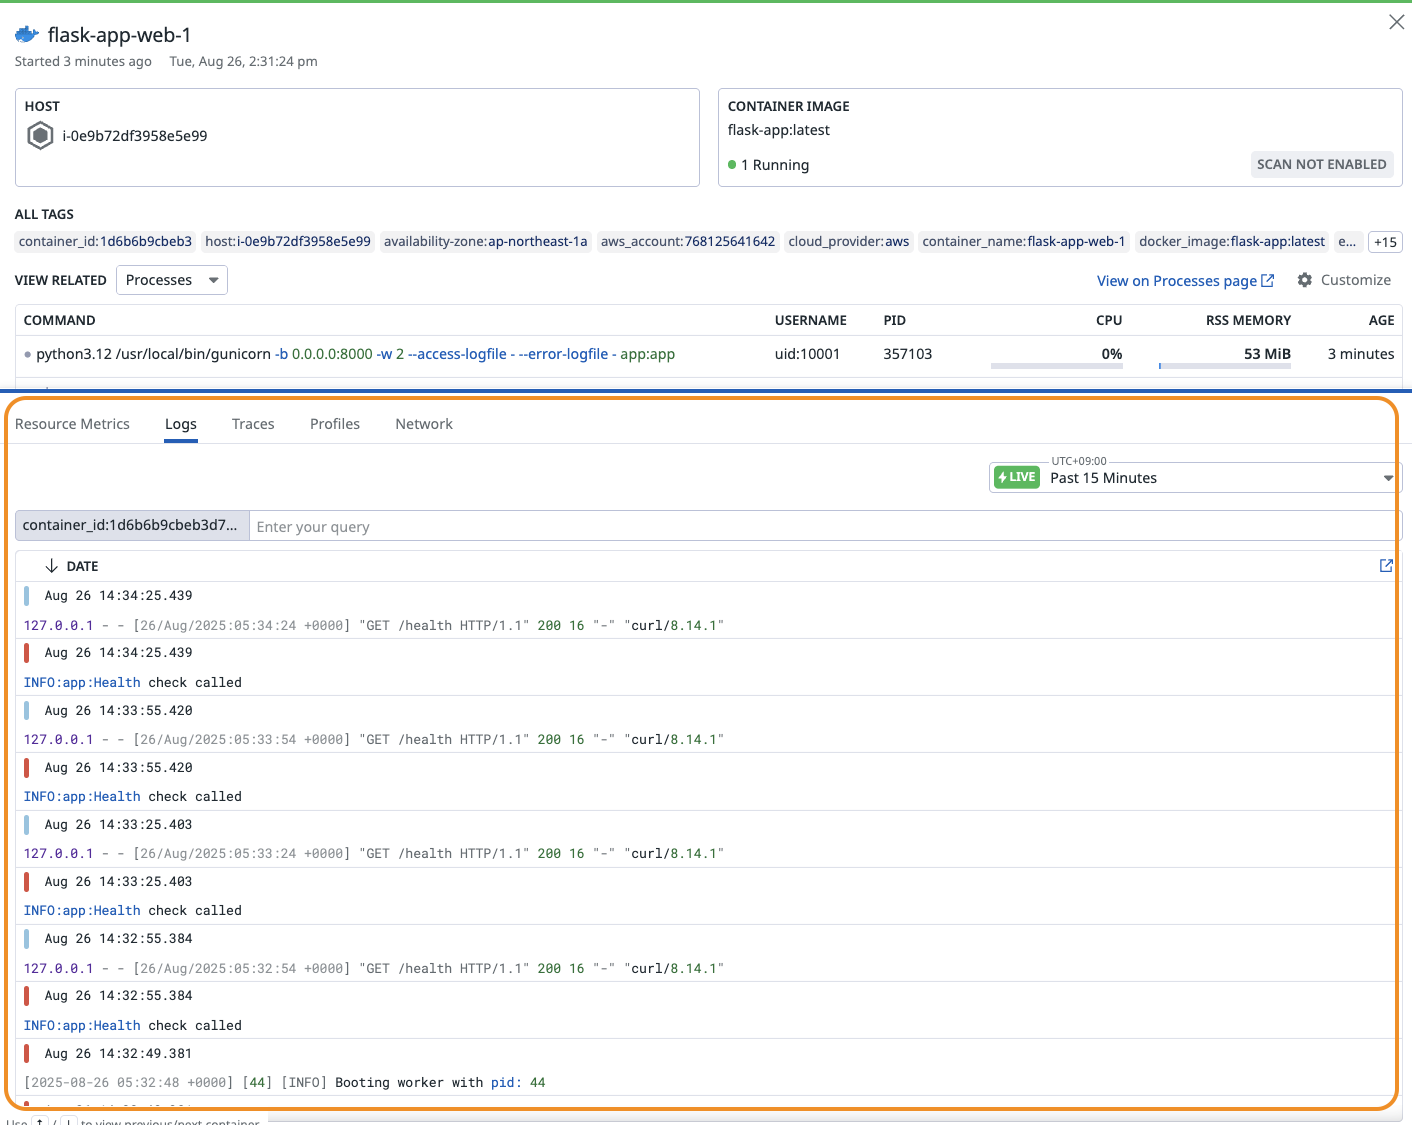 flask-app-web-1
Started 3 minutes ago Tue, Aug 26, 2:31:24 pm
HOST
i-0e9b72df3958e5e99
CONTAINER IMAGE
flask-app:latest
1 Running
SCAN NOT ENABLED
ALL TAGS
container_id:1d6b6b9cbeb3 host:i-0e9b72df3958e5e99 availability-zone:ap-northeast-1a aws_account:768125641642 cloud_provider:aws container_name:flask-app-web-1 docker_image:flask-app:latest e... +15
VIEW RELATED Processes View on Processes page Customize
COMMAND USERNAME PID CPU RSS MEMORY AGE
python3.12 /usr/local/bin/gunicorn -b 0.0.0.0:8000 -w 2 --access-logfile - --error-logfile - app:app uid:10001 357103 0% 53 MiB 3 minutes
Resource Metrics Logs Traces Profiles Network
UTC+09:00
LIVE Past 15 Minutes
container_id:1d6b6b9cbeb3d7... Enter your query
DATE
Aug 26 14:34:25.439
127.0.0.1 - - [26/Aug/2025:05:34:24 +0000] "GET /health HTTP/1.1" 200 16 "-" "curl/8.14.1"
Aug 26 14:34:25.439
INFO:app:Health check called
Aug 26 14:33:55.420
127.0.0.1 - - [26/Aug/2025:05:33:54 +0000] "GET /health HTTP/1.1" 200 16 "-" "curl/8.14.1"
Aug 26 14:33:55.420
INFO:app:Health check called
Aug 26 14:33:25.403
127.0.0.1 - - [26/Aug/2025:05:33:24 +0000] "GET /health HTTP/1.1" 200 16 "-" "curl/8.14.1"
Aug 26 14:33:25.403
INFO:app:Health check called
Aug 26 14:32:55.384
127.0.0.1 - - [26/Aug/2025:05:32:54 +0000] "GET /health HTTP/1.1" 200 16 "-" "curl/8.14.1"
Aug 26 14:32:55.384
INFO:app:Health check called
Aug 26 14:32:49.381
[2025-08-26 05:32:48 +0000] [44] [INFO] Booting worker with pid: 44
Use ↑ / ↓ to view previous/next container